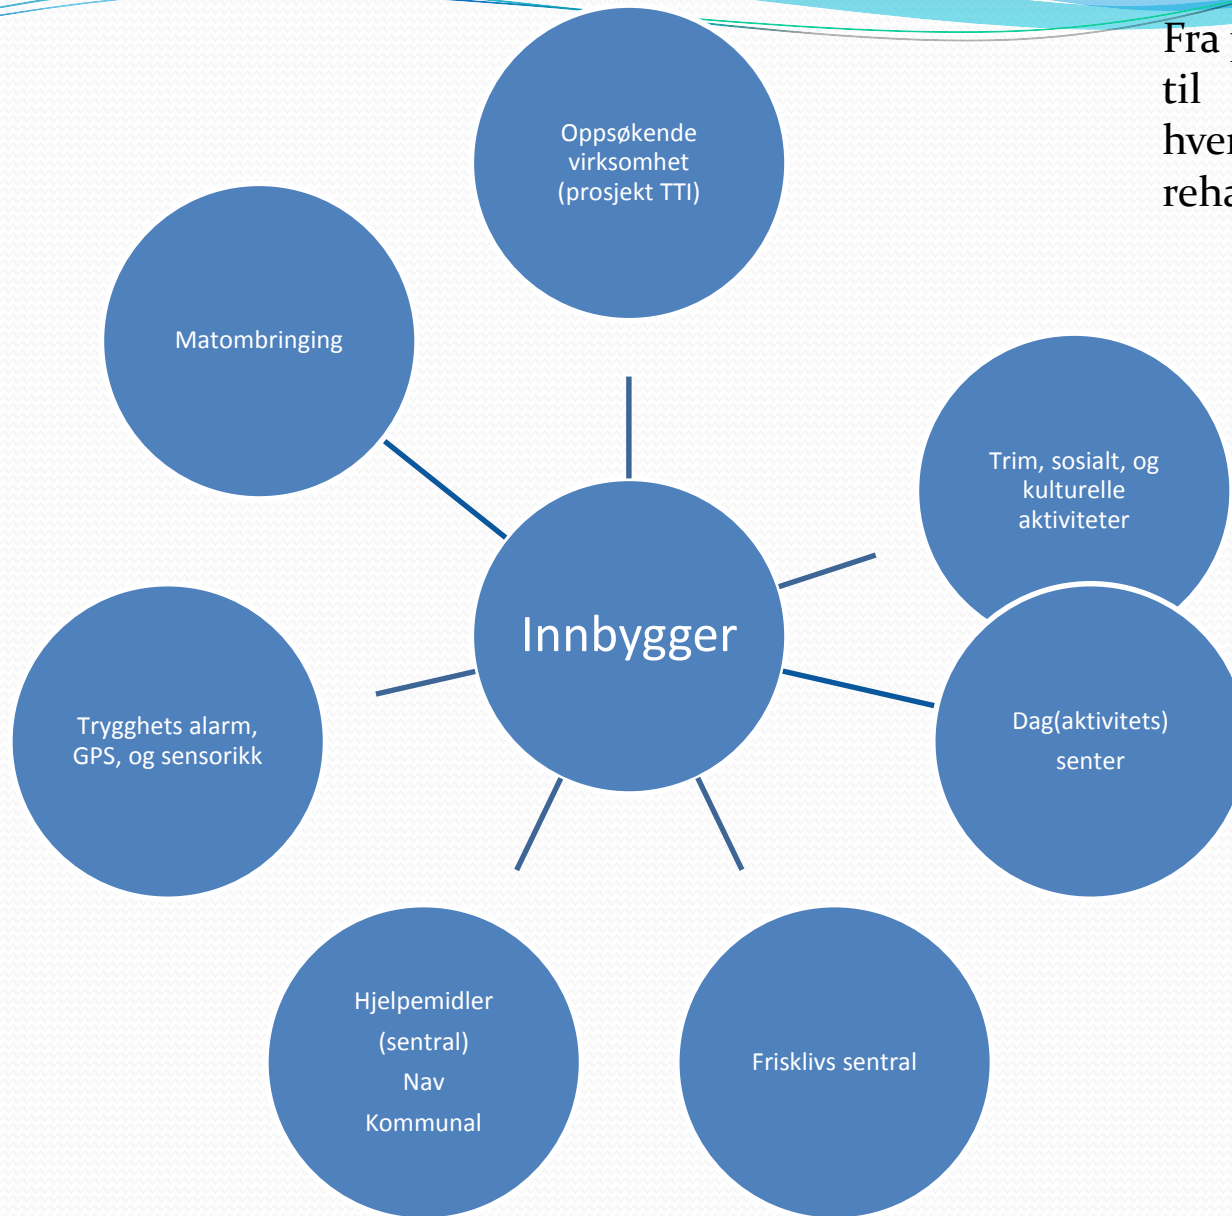 Fra
til
Oppsøkende
virksomhet
(prosjekt TTI)
Matombringing
Trim, sosialt, og
kulturelle
aktiviteter
Innbygger
Trygghets alarm,
GPS, og sensorikk
Dag(aktivitets)
senter
Hjelpemidler
(sentral)
Nav
Kommunal
Frisklivs sentral